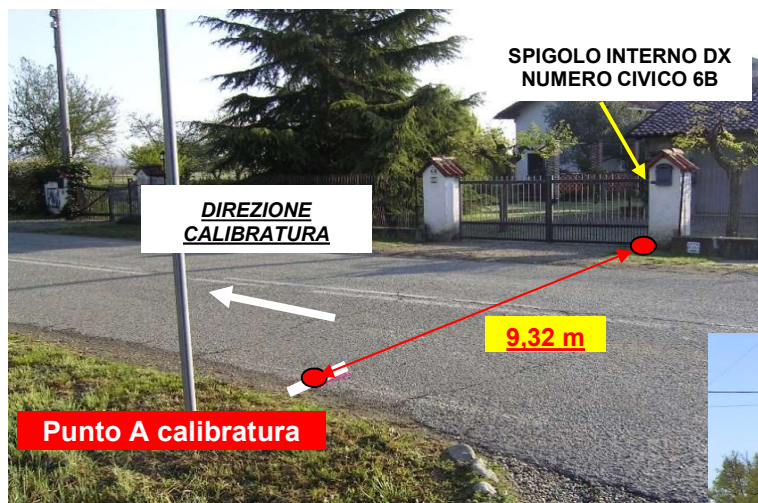 SPIGOLO INTERNO DX
NUMERO CIVICO 6B
DIREZIONE
CALIBRATURA
9,32 m
Punto A calibratura